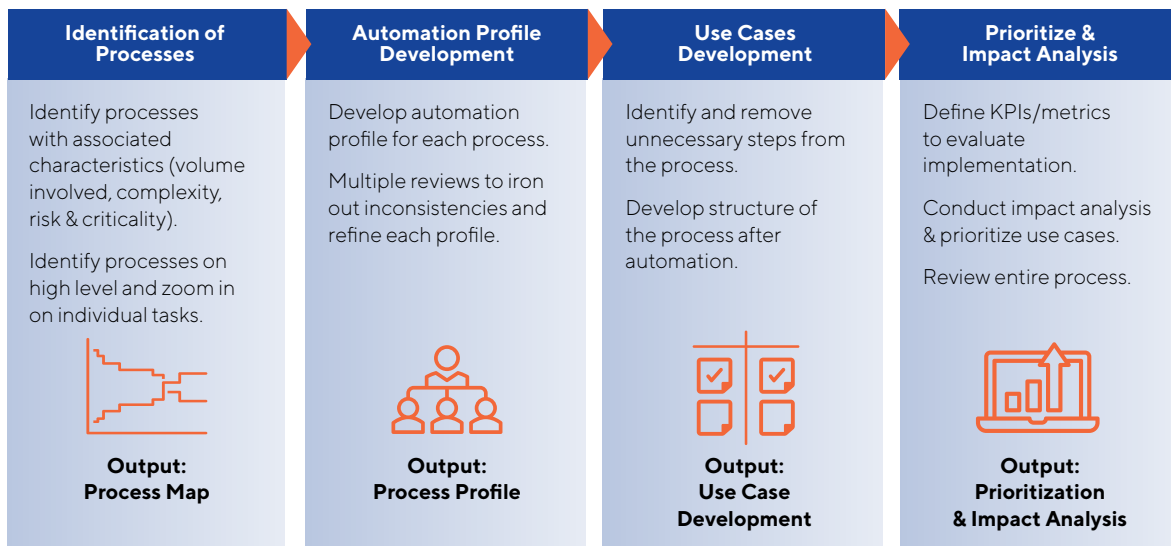 Identification of
Processes
Identify processes
with associated
characteristics (volume
involved, complexity,
risk & criticality).
Identify processes on
high level and zoom in
on individual tasks.
Output:
Process Map
Automation Profile
Development
Develop automation
profile for each process.
Multiple reviews to iron
out inconsistencies and
refine each profile.
Output:
Process Profile
Use Cases
Development
Identify and remove
unnecessary steps from
the process.
Develop structure of
the process after
automation.
Output:
Use Case
Development
Prioritize &
Impact Analysis
Define KPIs/metrics
to evaluate
implementation.
Conduct impact analysis
& prioritize use cases.
Review entire process.
Output:
Prioritization
& Impact Analysis